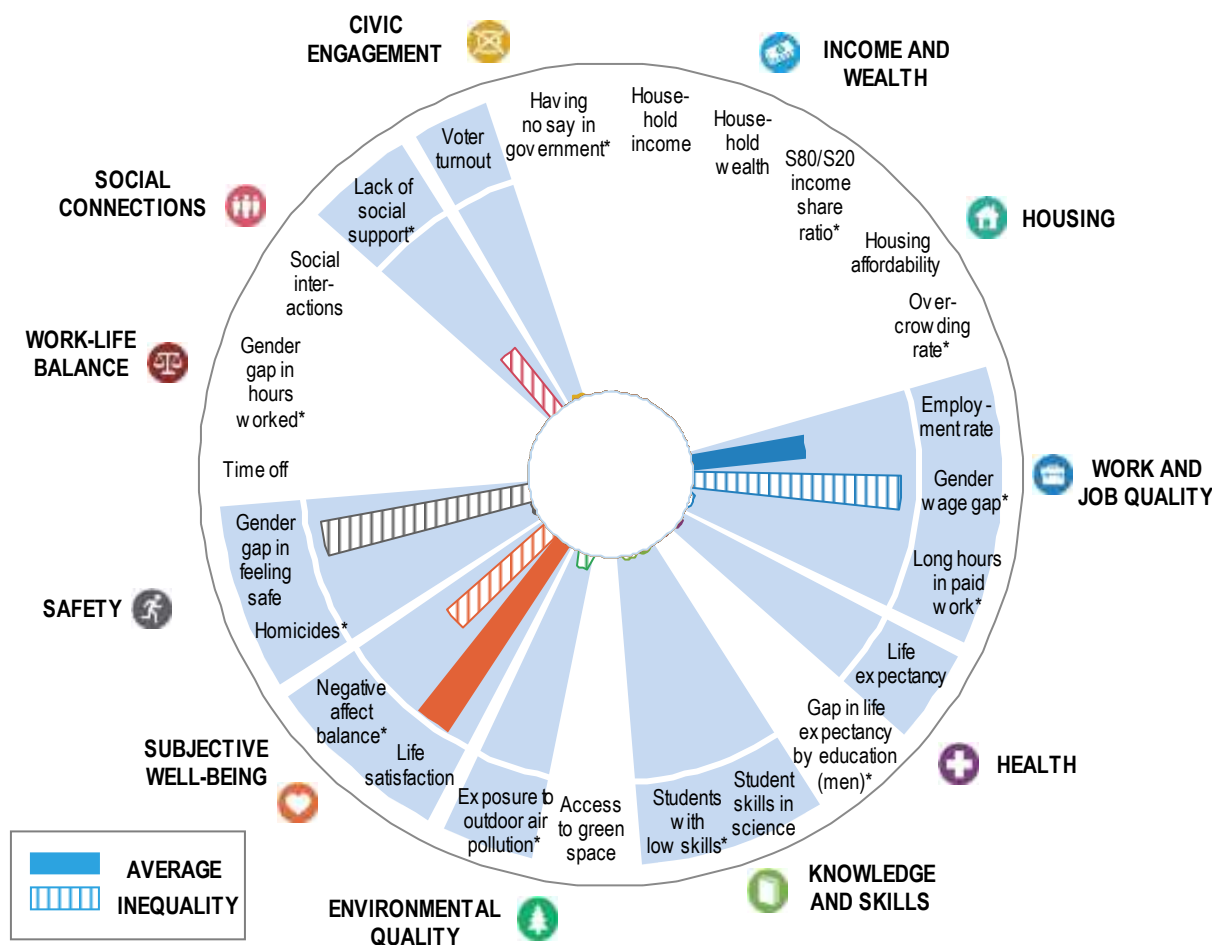 CIVIC
ENGAGEMENT
INCOME AND
WEALTH
HOUSING
WORK AND
JOB QUALITY
HEALTH
KNOWLEDGE
AND SKILLS
ENVIRONMENTAL
QUALITY
SUBJECTIVE
WELL-BEING
SAFETY
WORK-LIFE
BALANCE
SOCIAL
CONNECTIONS
Having
no say in
government*
House-
hold
income
House-
hold
wealth
S80/S20
income
share
ratio*
Housing
affordability
Over-
crowding
rate*
Employ-
ment rate
Gender
wage gap*
Long hours
in paid
work*
Life
expectancy
Gap in life
expectancy
by education
(men)*
Student
skills in
science
Students
with
low skills*
Access
to green
space
Exposure to
outdoor air
pollution*
Life
satisfaction
Negative
affect
balance*
Homicides*
Gender
gap in
feeling
safe
Time off
Gender
gap in
hours
worked*
Social
inter-
actions
Lack of
social
support*
Voter
turnout
AVERAGE
INEQUALITY